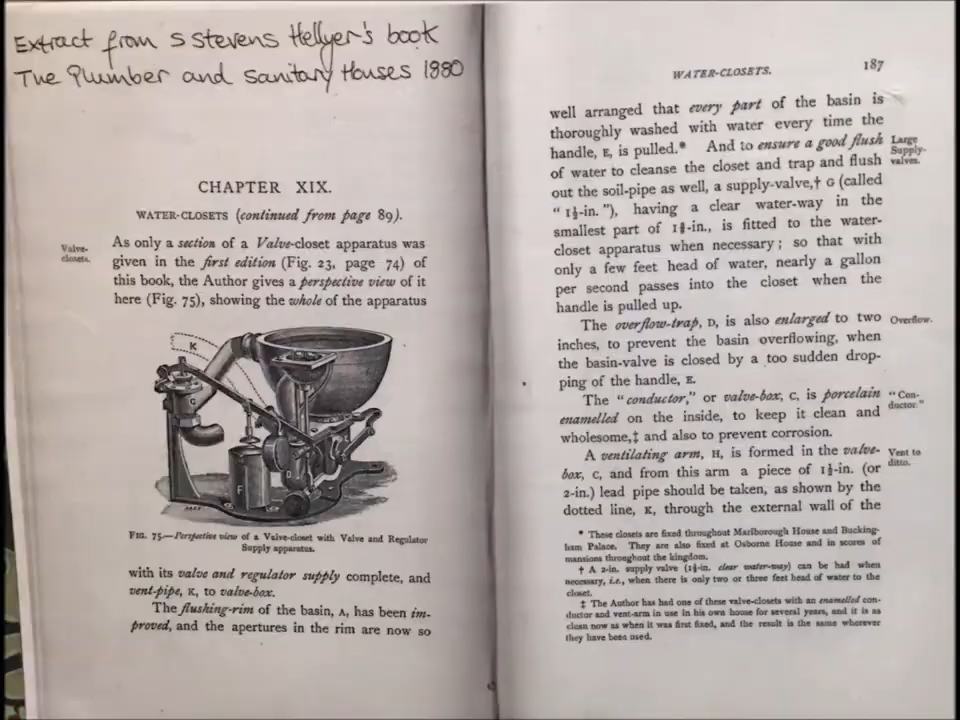 Extract from S Stevens Hellyer's book
The Plumber and Sanitary Houses 1880
CHAPTER XIX.
WATER-CLOSETS (continued from page 89).
Valve-
closets.
As only a section of a Valve-closet apparatus was
given in the first edition (Fig. 23, page 74) of
this book, the Author gives a perspective view of it
here (Fig. 75), showing the whole of the apparatus
K
G
F
D
FIG. 75.—Perspective view of a Valve-closet with Valve and Regulator
Supply apparatus.
with its valve and regulator supply complete, and
vent-pipe, K, to valve-box.
The flushing-rim of the basin, A, has been im-
proved, and the apertures in the rim are now so
WATER-CLOSETS.
187
well arranged that every part of the basin is
thoroughly washed with water every time the
handle, E, is pulled.* And to ensure a good flush
of water to cleanse the closet and trap and flush
out the soil-pipe as well, a supply-valve,† G (called
" 1½-in. "), having a clear water-way in the
smallest part of in., is fitted to the water-
closet apparatus when necessary; so that with
only a few feet head of water, nearly a gallon
per second passes into the closet when the
handle is pulled up.
Large
Supply-
valves.
The overflow-trap, D, is also enlarged to two
inches, to prevent the basin overflowing, when
the basin-valve is closed by a too sudden drop-
ping of the handle, E.
Overflow.
The "conductor," or valve-box, C, is porcelain
enamelled on the inside, to keep it clean and
wholesome,‡ and also to prevent corrosion.
"Con-
ductor."
A ventilating arm, H, is formed in the valve-
box, C, and from this arm a piece of 1½-in. (or
2-in.) lead pipe should be taken, as shown by the
dotted line, K, through the external wall of the
Vent to
ditto.
* These closets are fixed throughout Marlborough House and Bucking-
ham Palace. They are also fixed at Osborne House and in scores of
mansions throughout the kingdom.
† A 2-in. supply valve ( clear water-way) can be had when
necessary, i.e., when there is only two or three feet head of water to the
closet.
‡ The Author has had one of these valve-closets with an enamelled con-
ductor and vent-arm in use in his own house for several years, and it is as
clean now as when it was first fixed, and the result is the same wherever
they have been used.